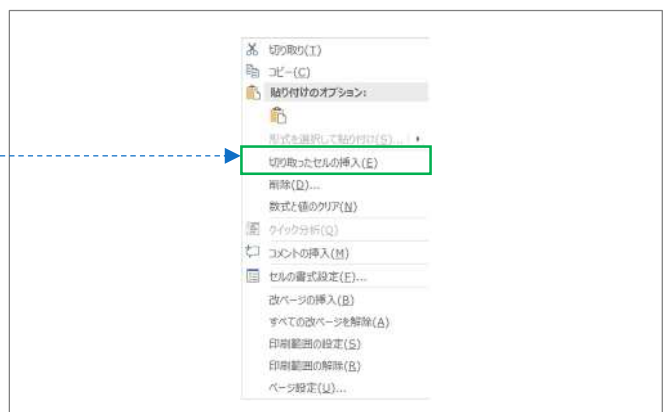 切り取り(T)
コピー(C)
貼り付けのオプション:
形式を選択して貼り付け(S)...
切り取ったセルの挿入(E)
削除(D)...
数式と値のクリア(N)
クイック分析(Q)
コメントの挿入(M)
セルの書式設定(F)...
改ページの挿入(B)
すべての改ページを解除(A)
印刷範囲の設定(S)
印刷範囲の解除(R)
ページ設定(U)...